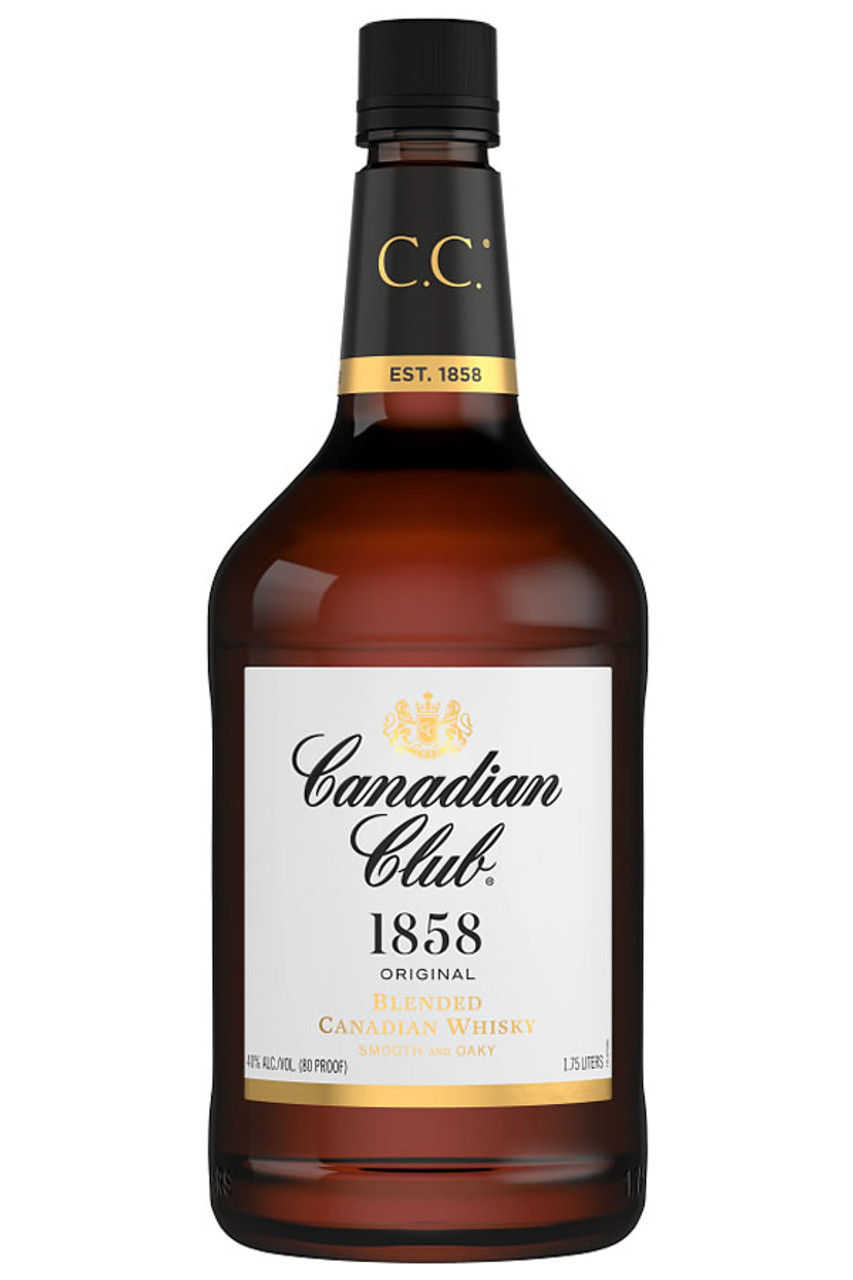 C.C.®
EST. 1858
Canadian
Club®
1858
ORIGINAL
BLENDED
CANADIAN WHISKY
SMOOTH AND OAKY
40% ALC./VOL. (80 PROOF)
1.75 LITERS